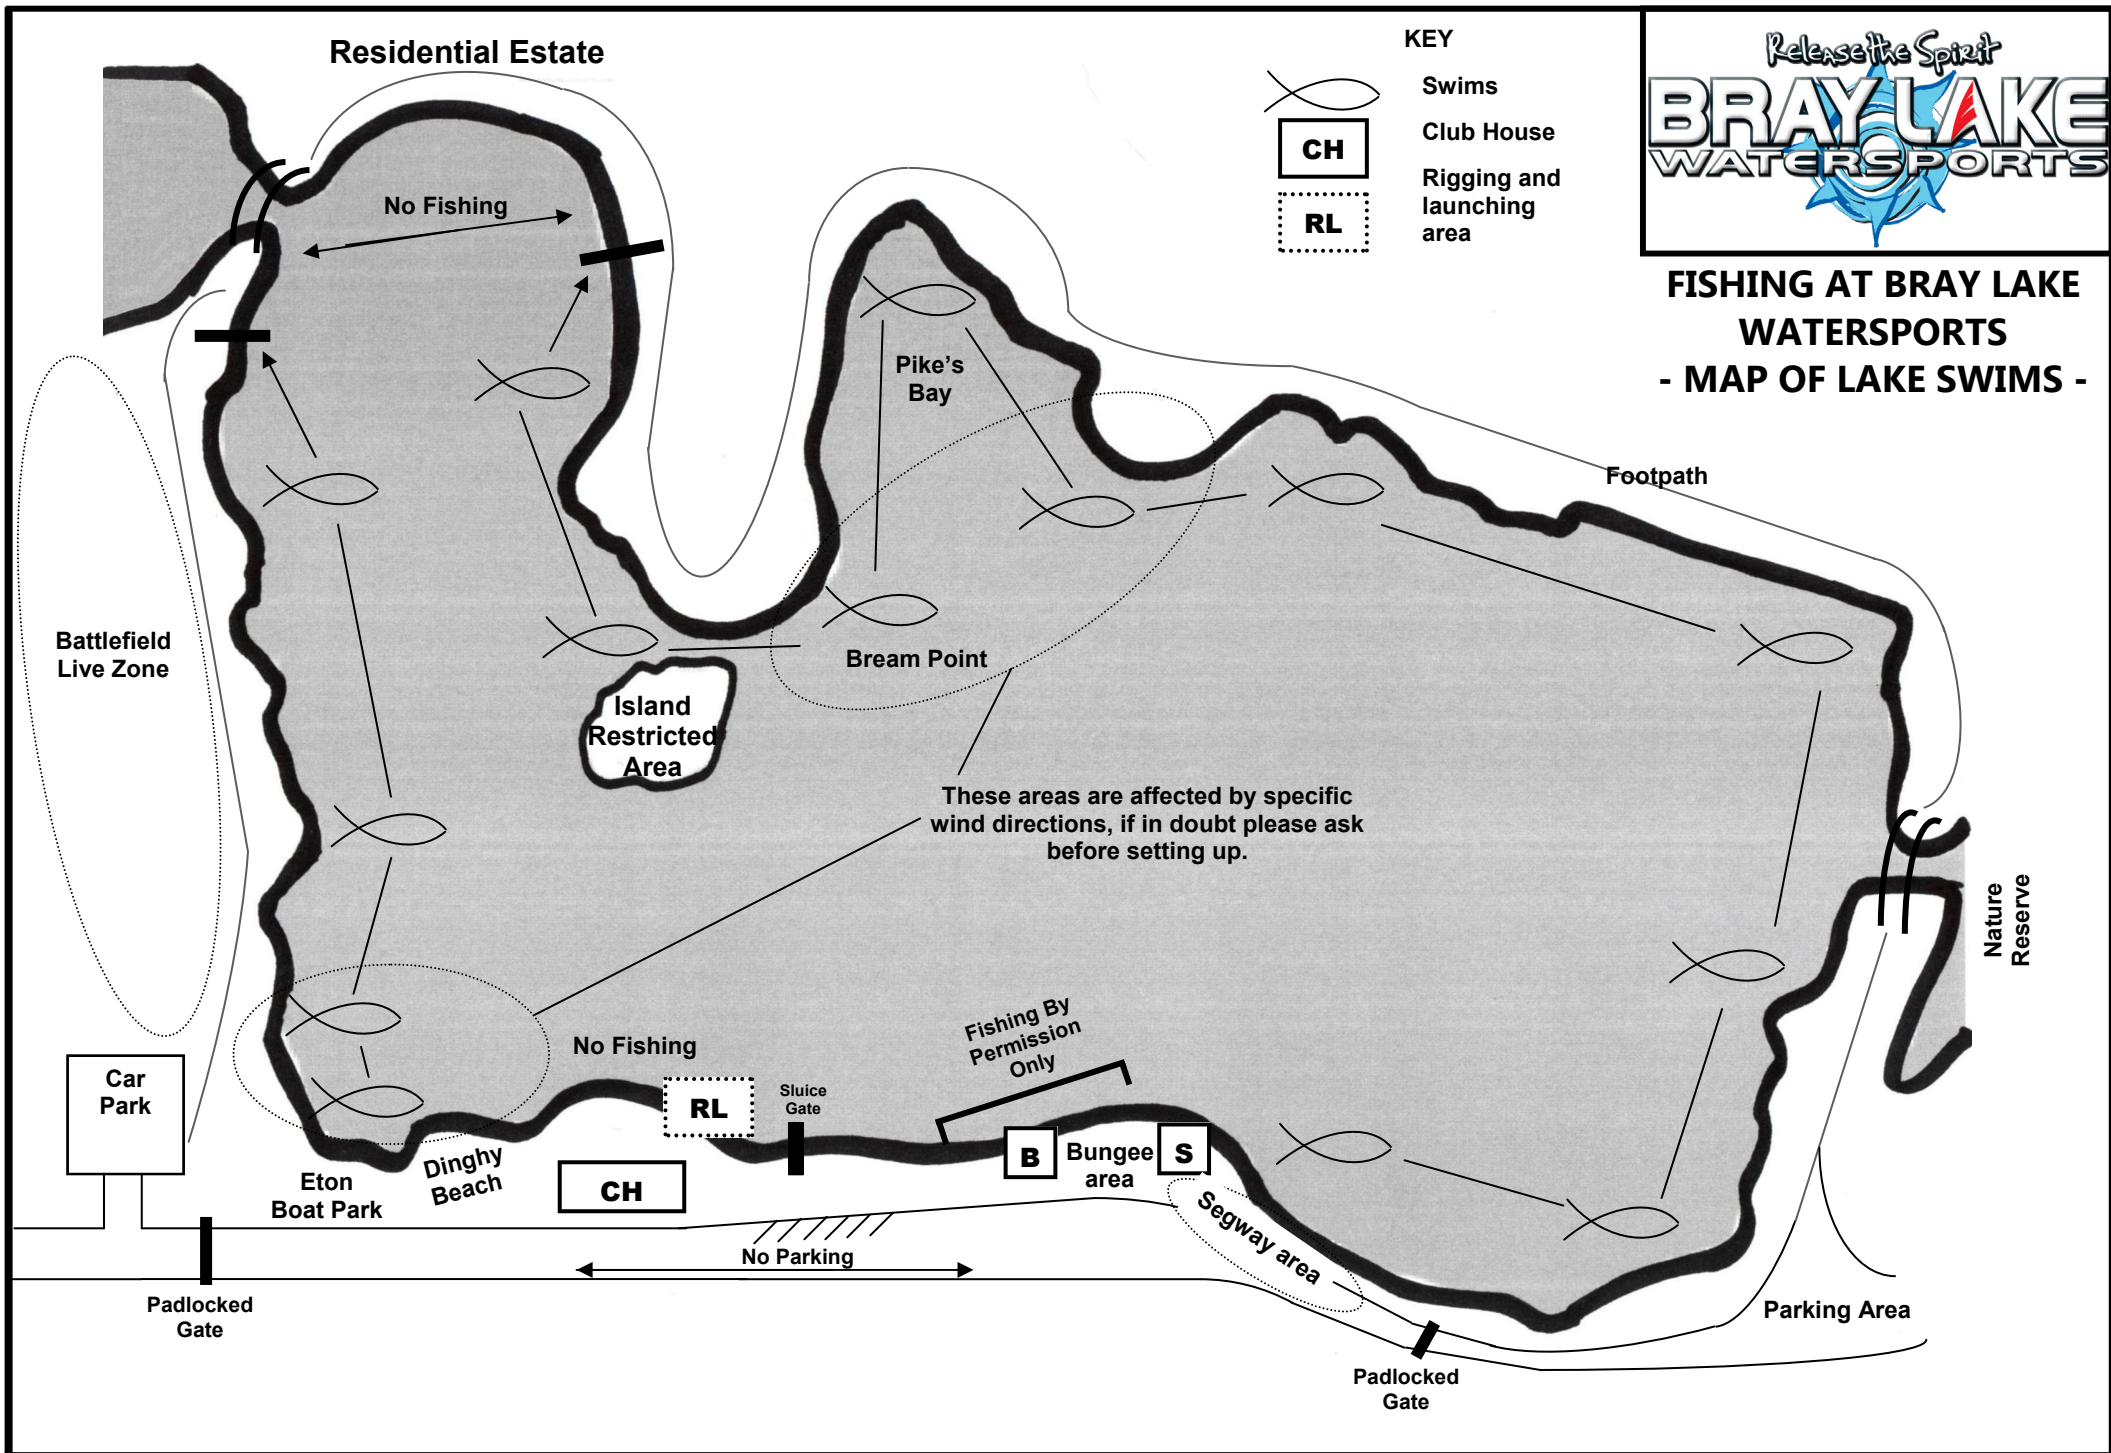 Residential Estate
KEY
Swims
CH
Club House
RL
Rigging and
launching
area
Release the Spirit
BRAY LAKE
WATERSPORTS
FISHING AT BRAY LAKE
WATERSPORTS
- MAP OF LAKE SWIMS -
No Fishing
Pike's
Bay
Footpath
Battlefield
Live Zone
Bream Point
Island
Restricted
Area
These areas are affected by specific
wind directions, if in doubt please ask
before setting up.
Nature
Reserve
Fishing By
Permission
Only
No Fishing
Car
Park
RL
Sluice
Gate
B
Bungee
area
S
Eton
Boat Park
Dinghy
Beach
CH
Segway area
No Parking
Padlocked
Gate
Parking Area
Padlocked
Gate